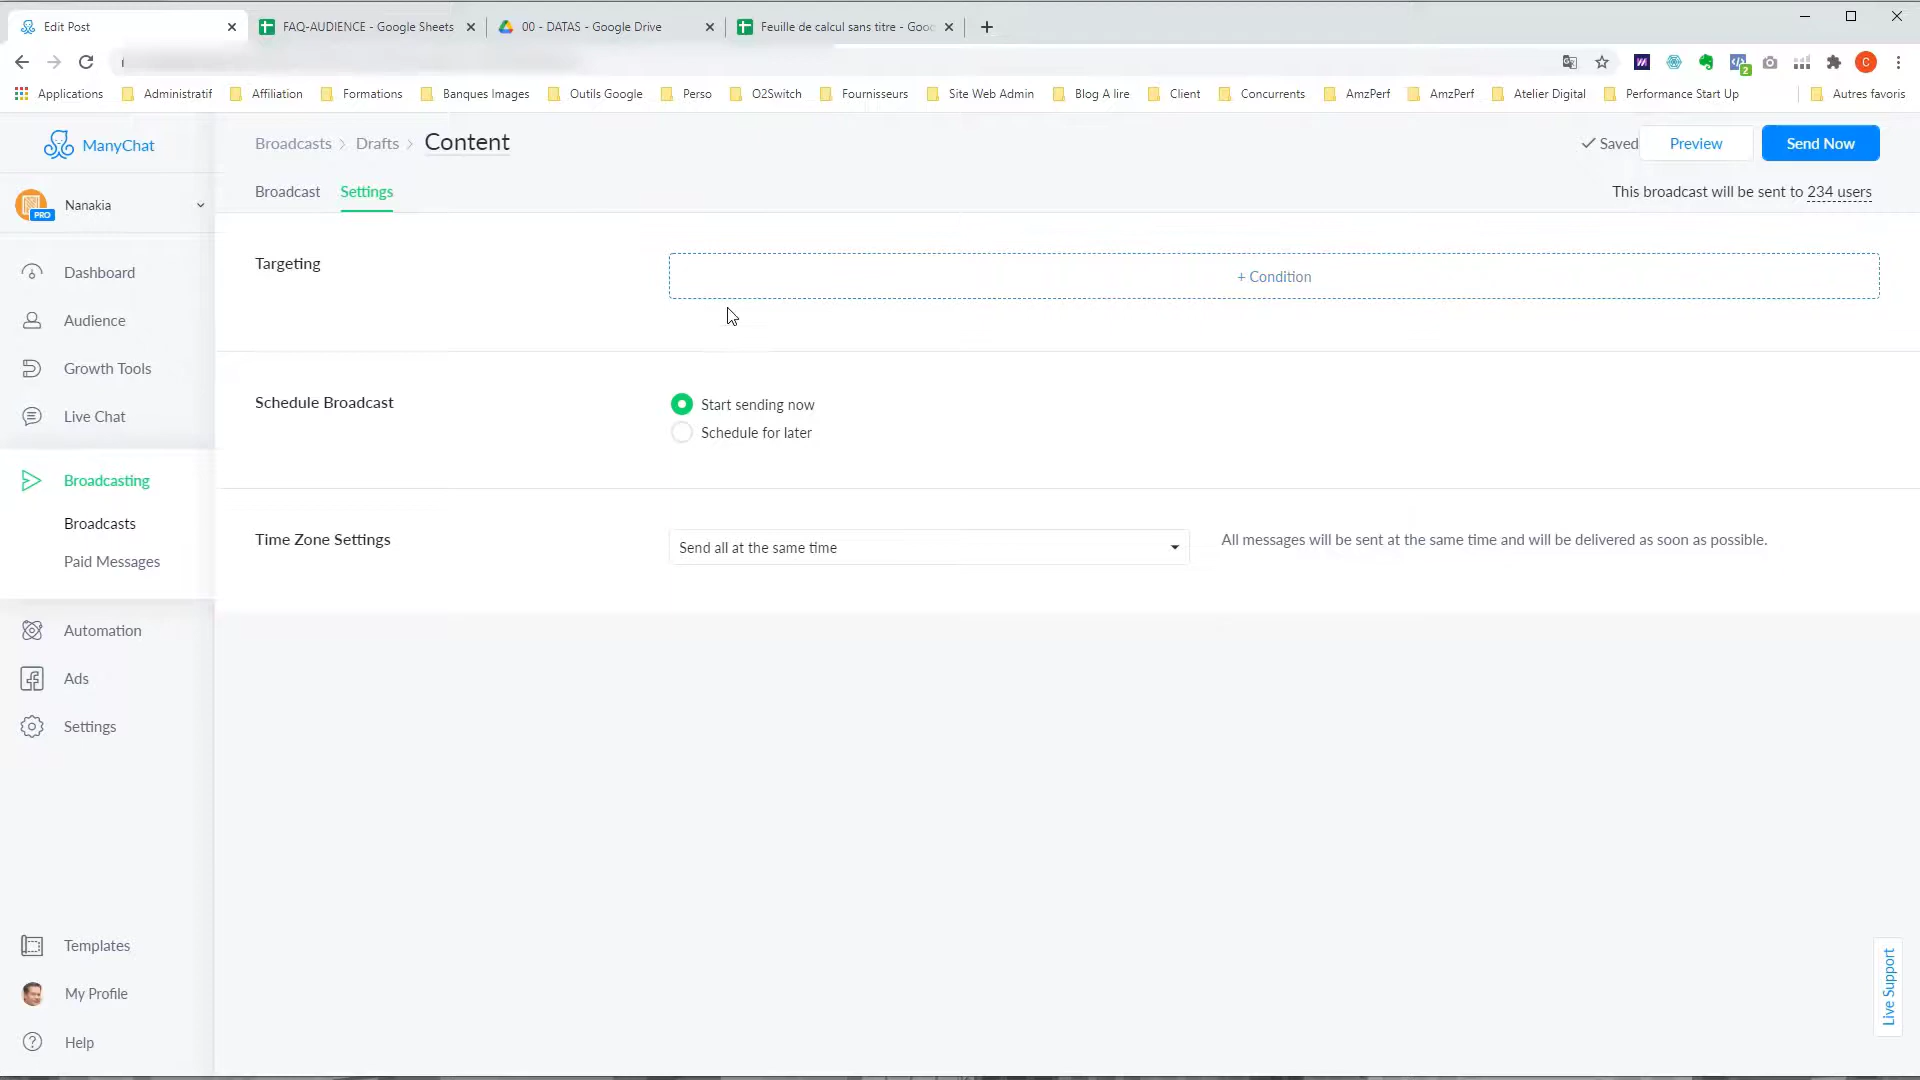 Edit Post
FAQ-AUDIENCE - Google Sheets
00 - DATAS - Google Drive
Feuille de calcul sans titre - Goo
C
2
Applications
Administratif
Affiliation
Formations
Banques Images
Outils Google
Perso
O2Switch
Fournisseurs
Site Web Admin
Blog A lire
Client
Concurrents
AmzPerf
AmzPerf
Atelier Digital
Performance Start Up
Autres favoris
ManyChat
Broadcasts
Drafts
Content
Saved
Preview
Send Now
PRO
Nanakia
Broadcast
Settings
This broadcast will be sent to 234 users
Dashboard
Audience
Growth Tools
Live Chat
Broadcasting
Broadcasts
Paid Messages
Automation
Ads
Settings
Templates
My Profile
Help
Targeting
+ Condition
Schedule Broadcast
Start sending now
Schedule for later
Time Zone Settings
Send all at the same time
All messages will be sent at the same time and will be delivered as soon as possible.
Live Support